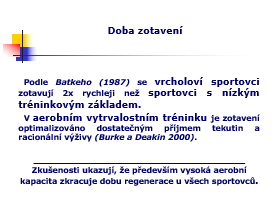 Doba zotavení
Podle Batkeho (1987) se vrcholoví sportovci
zotavují 2x rychleji než sportovci s nízkým
tréninkovým základem.
V aerobním vytrvalostním tréninku je zotavení
optimalizováno dostatečným příjmem tekutin a
racionální výživy (Burke a Deakin 2000).
Zkušenosti ukazují, že především vysoká aerobní
kapacita zkracuje dobu regenerace u všech sportovců.